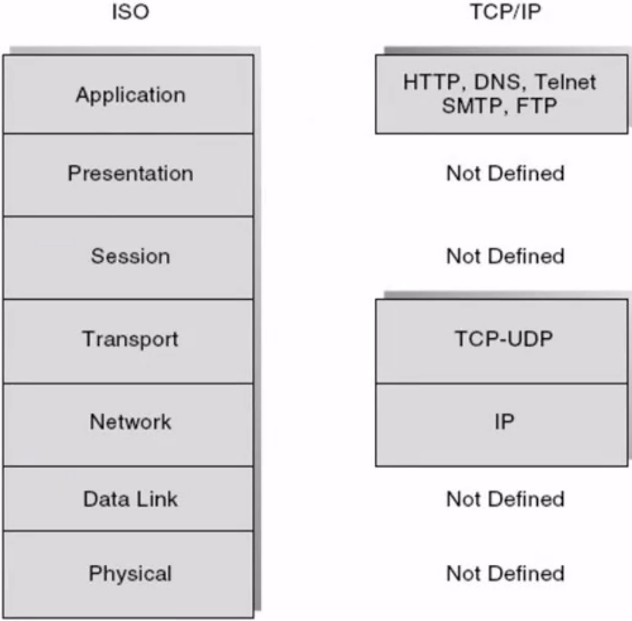 ISO
TCP/IP
Application
HTTP, DNS, Telnet
SMTP, FTP
Presentation
Not Defined
Session
Not Defined
Transport
TCP-UDP
Network
IP
Data Link
Not Defined
Physical
Not Defined